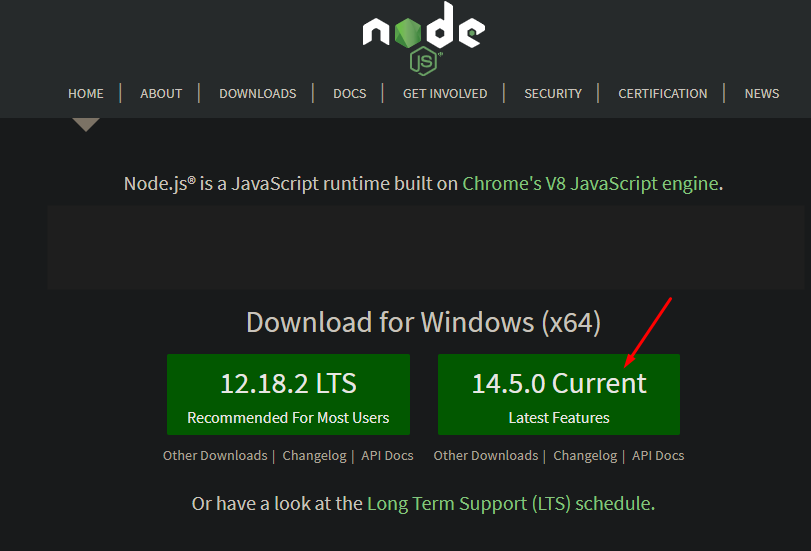 node
JS
HOME | ABOUT | DOWNLOADS | DOCS | GET INVOLVED | SECURITY | CERTIFICATION | NEWS
Node.js® is a JavaScript runtime built on Chrome's V8 JavaScript engine.
Download for Windows (x64)
12.18.2 LTS
Recommended For Most Users
14.5.0 Current
Latest Features
Other Downloads | Changelog | API Docs
Other Downloads | Changelog | API Docs
Or have a look at the Long Term Support (LTS) schedule.